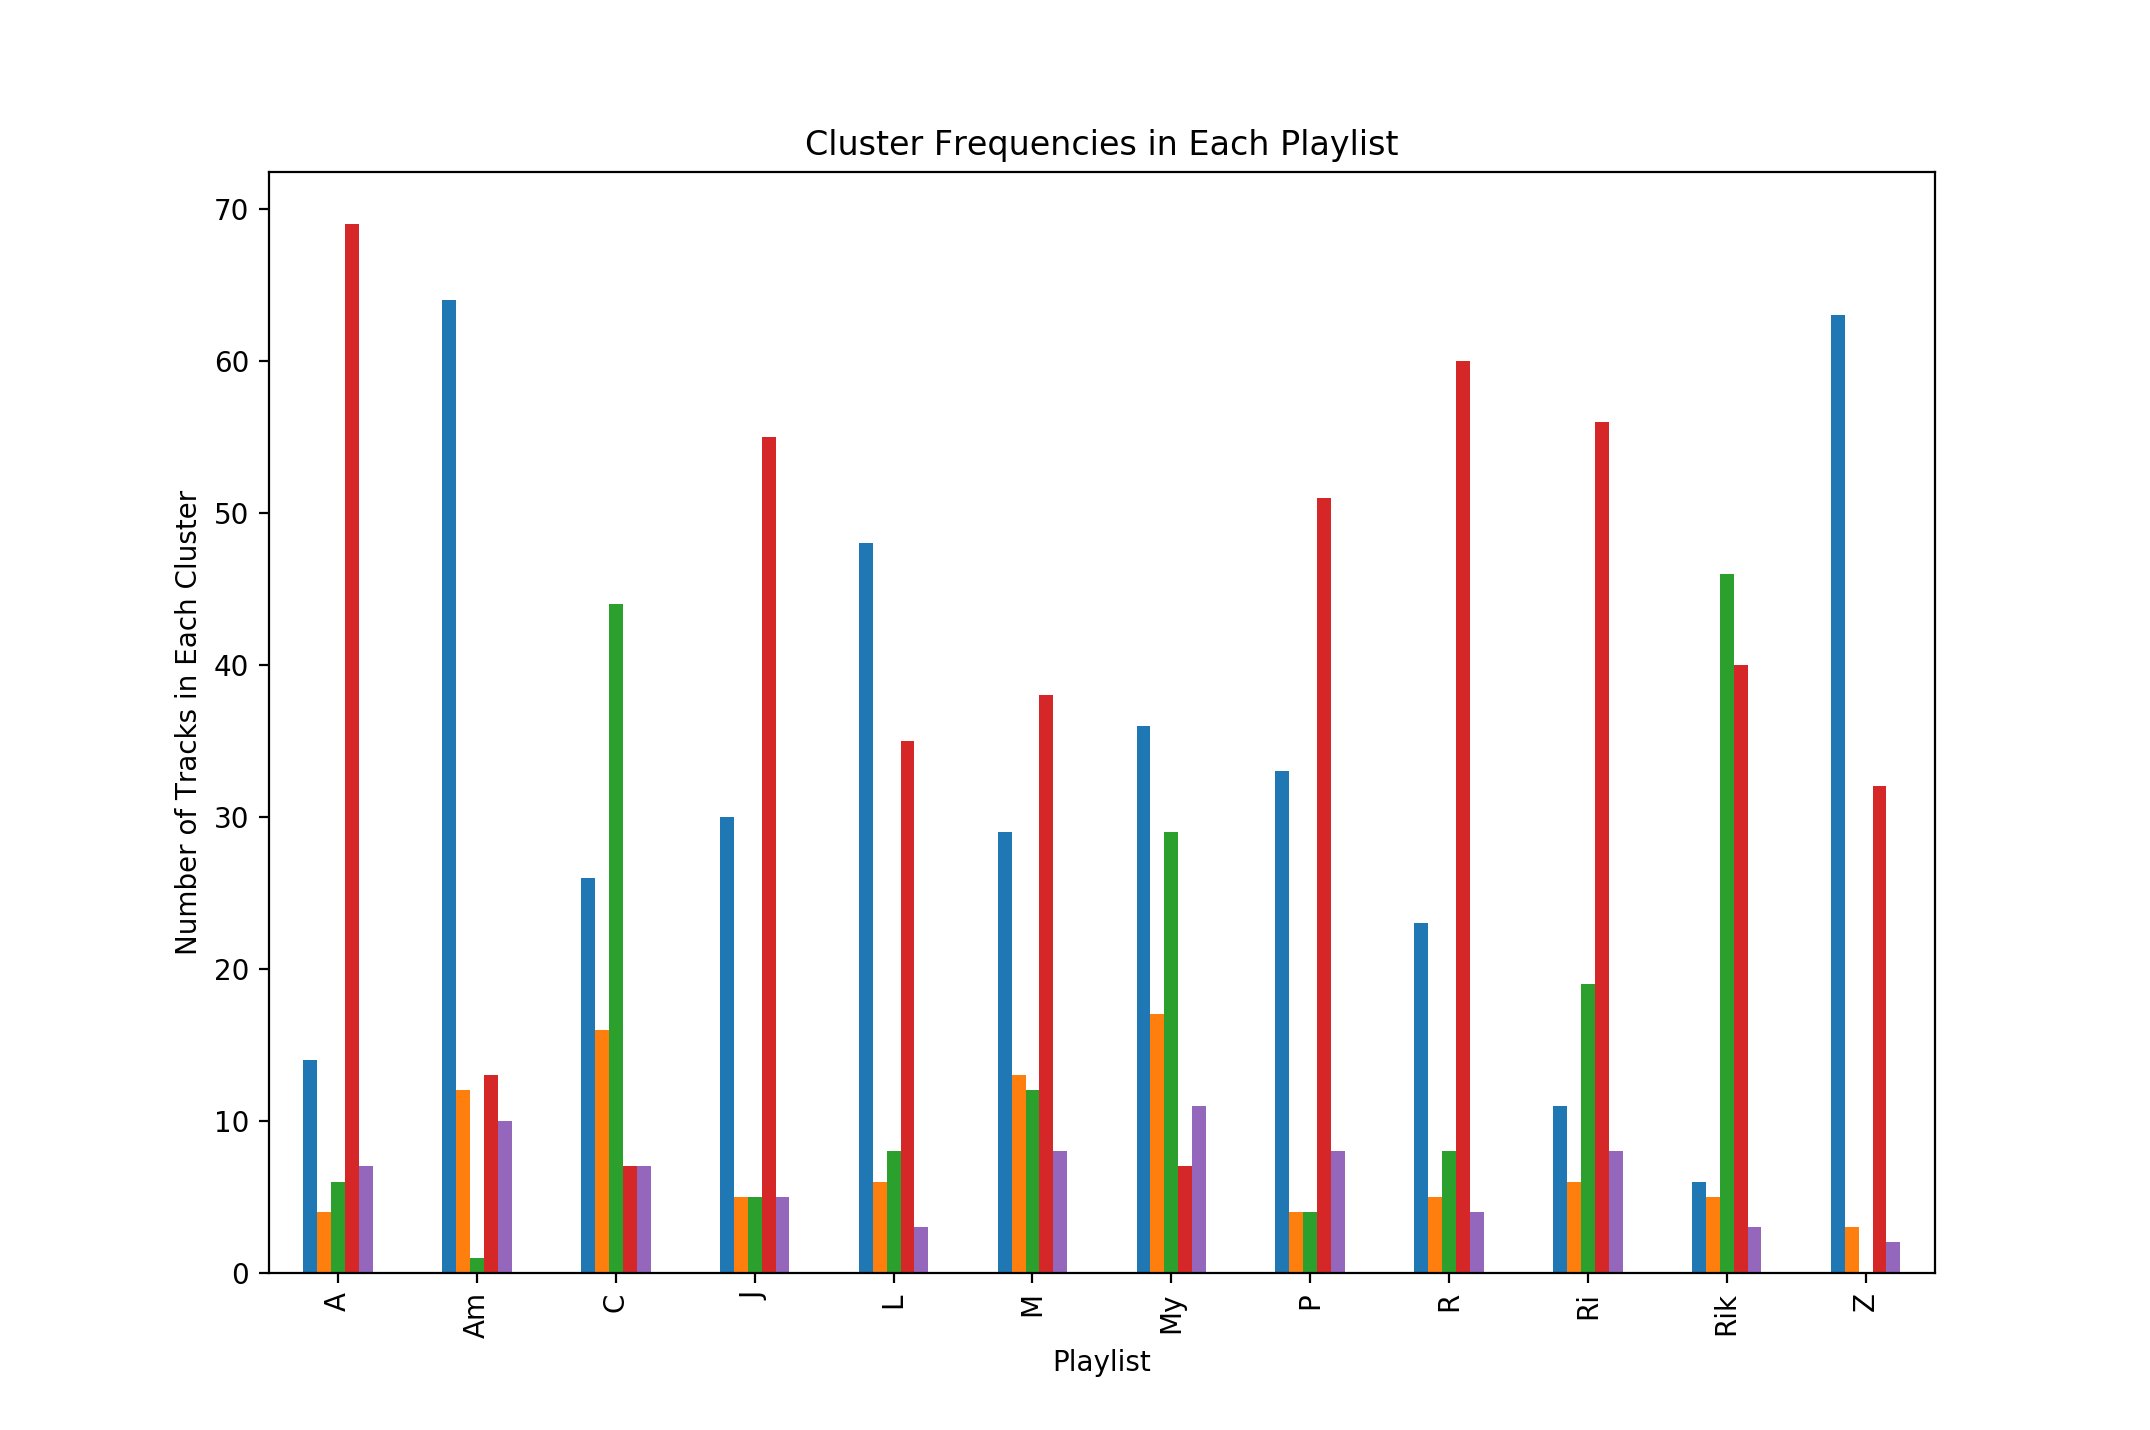 Cluster Frequencies in Each Playlist
70
60
50
40
30
20
10
0
Number of Tracks in Each Cluster
A
Am
C
J
L
M
My
P
R
Ri
Rik
Z
Playlist